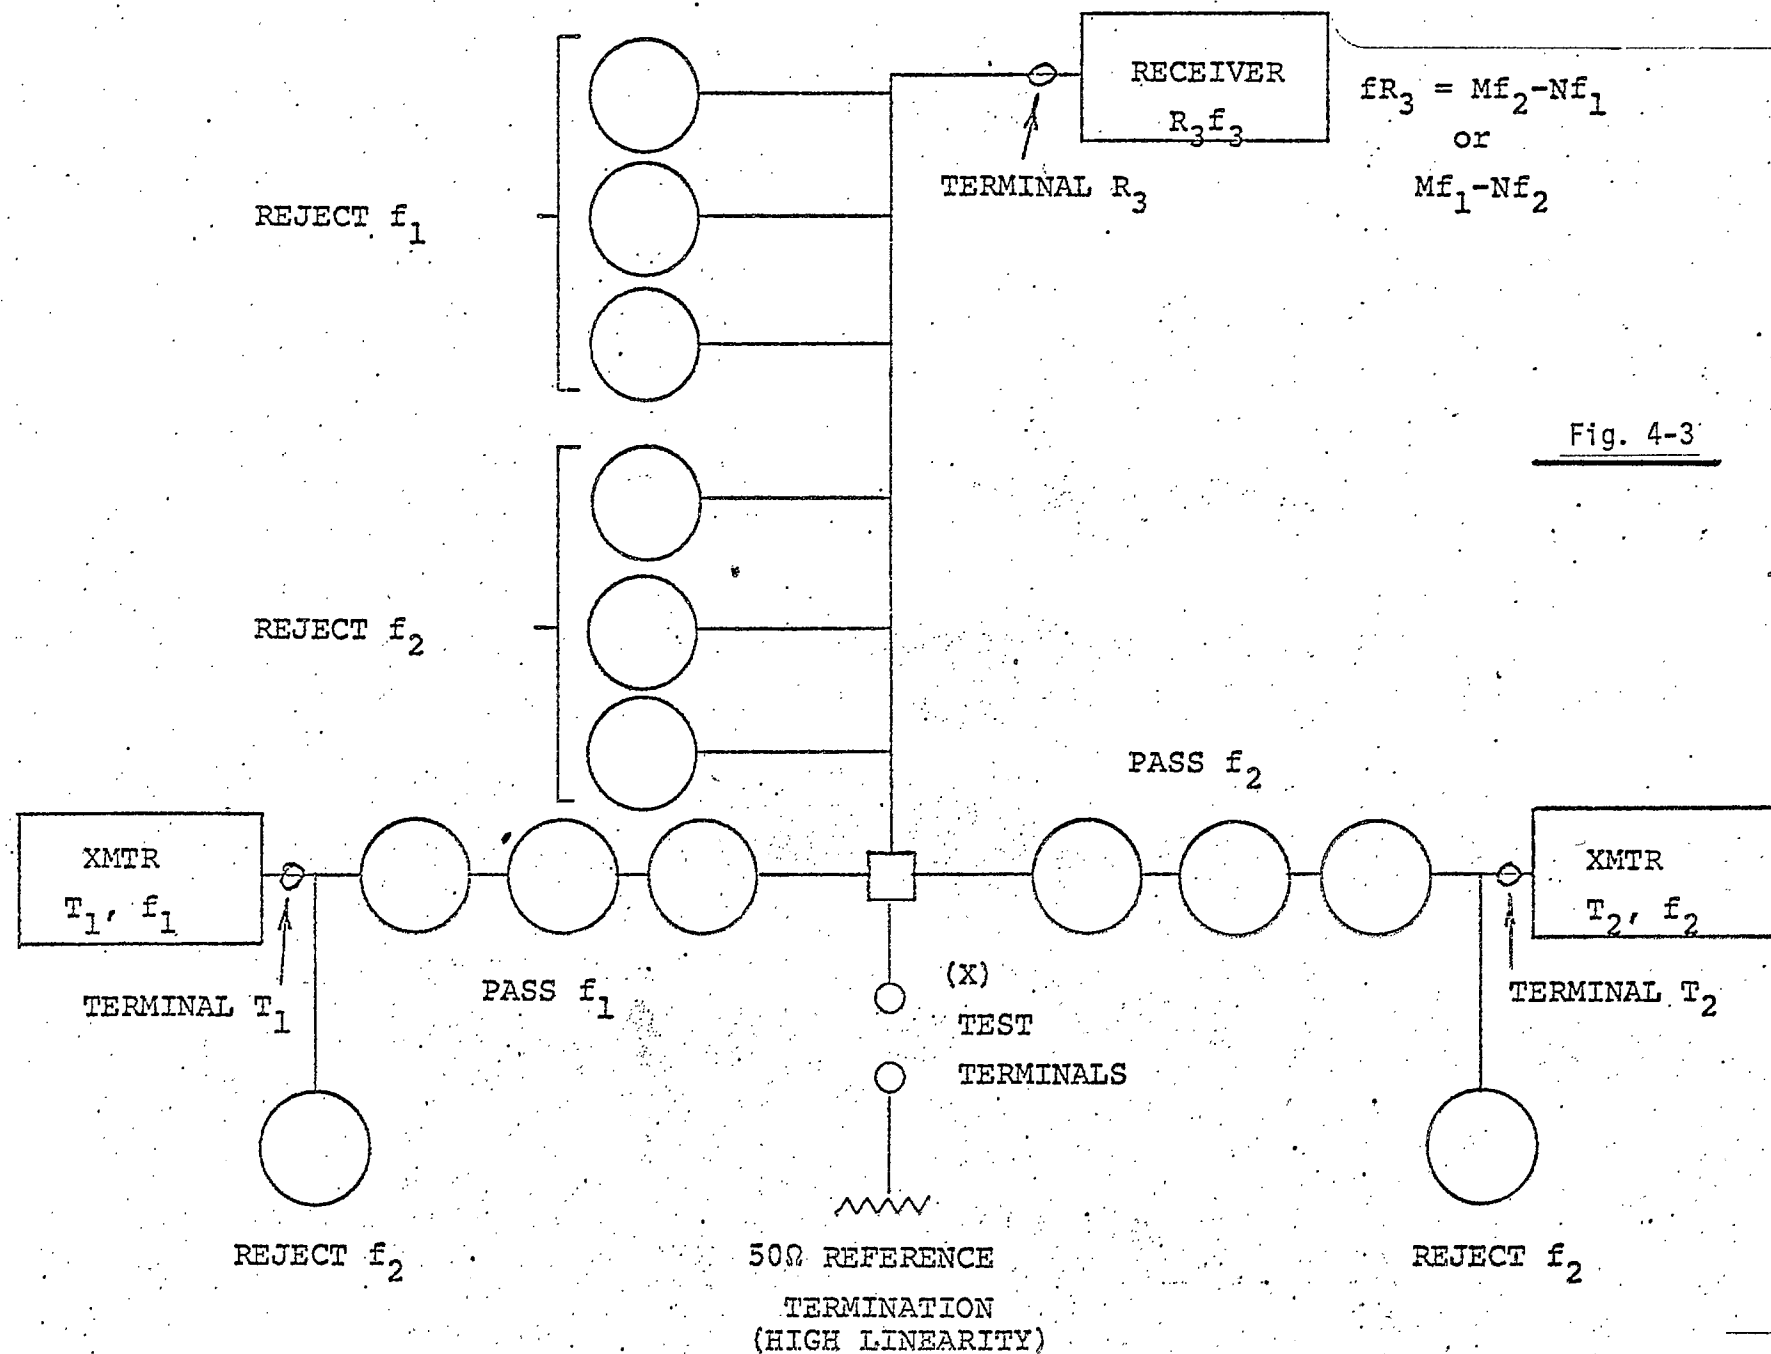 RECEIVER
R₃f₃
fR₃ = Mf₂-Nf₁
or
Mf₁-Nf₂
TERMINAL R₃
REJECT f₁
Fig. 4-3
REJECT f₂
PASS f₂
XMTR
T₁, f₁
XMTR
T₂, f₂
TERMINAL T₁
PASS f₁
(X)
TEST
TERMINALS
TERMINAL T₂
REJECT f₂
50Ω REFERENCE
TERMINATION
(HIGH LINEARITY)
REJECT f₂